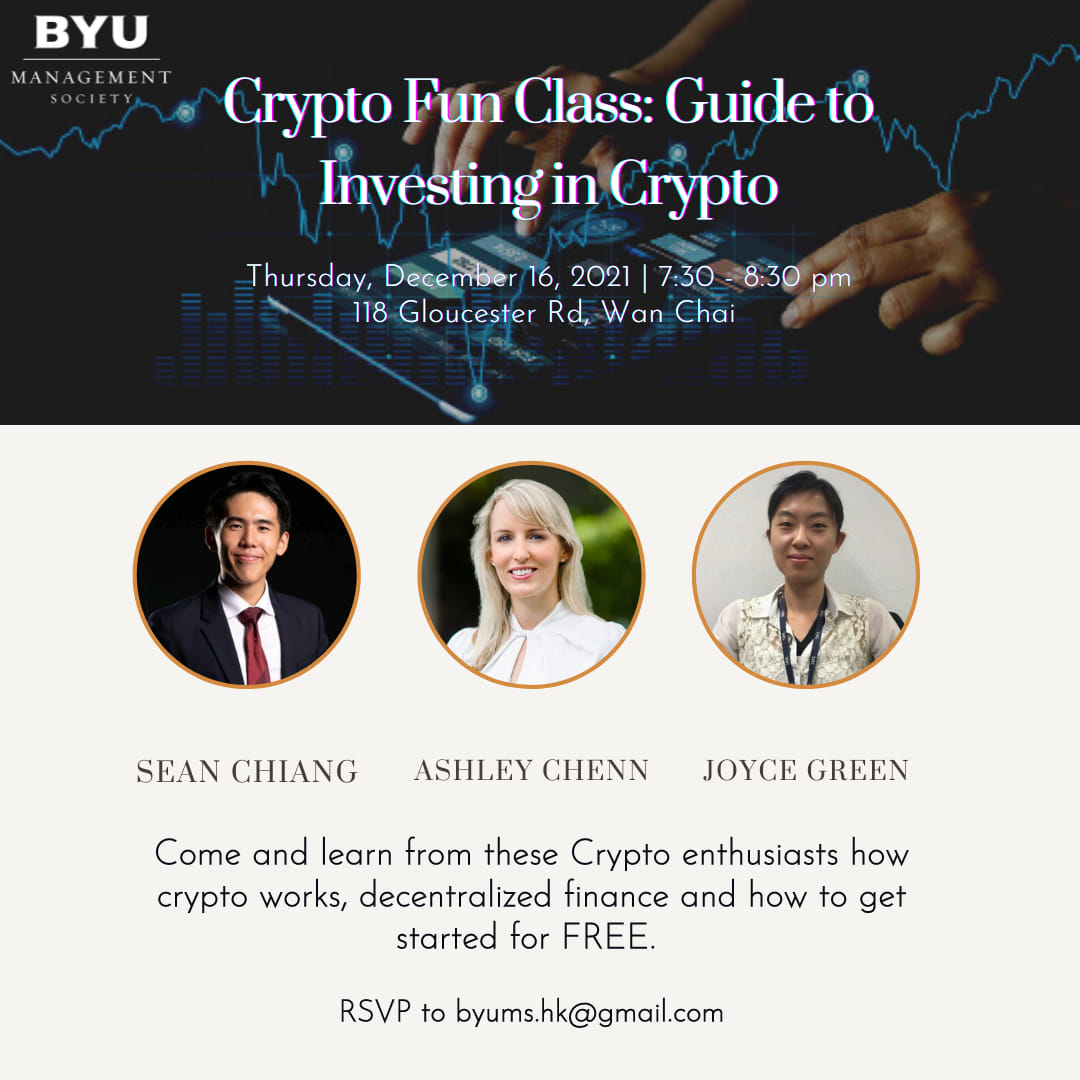 BYU
MANAGEMENT
SOCIETY
Crypto Fun Class: Guide to
Investing in Crypto
Thursday, December 16, 2021 | 7:30 - 8:30 pm
118 Gloucester Rd, Wan Chai
SEAN CHIANG
ASHLEY CHENN
JOYCE GREEN
Come and learn from these Crypto enthusiasts how
crypto works, decentralized finance and how to get
started for FREE.
RSVP to byums.hk@gmail.com